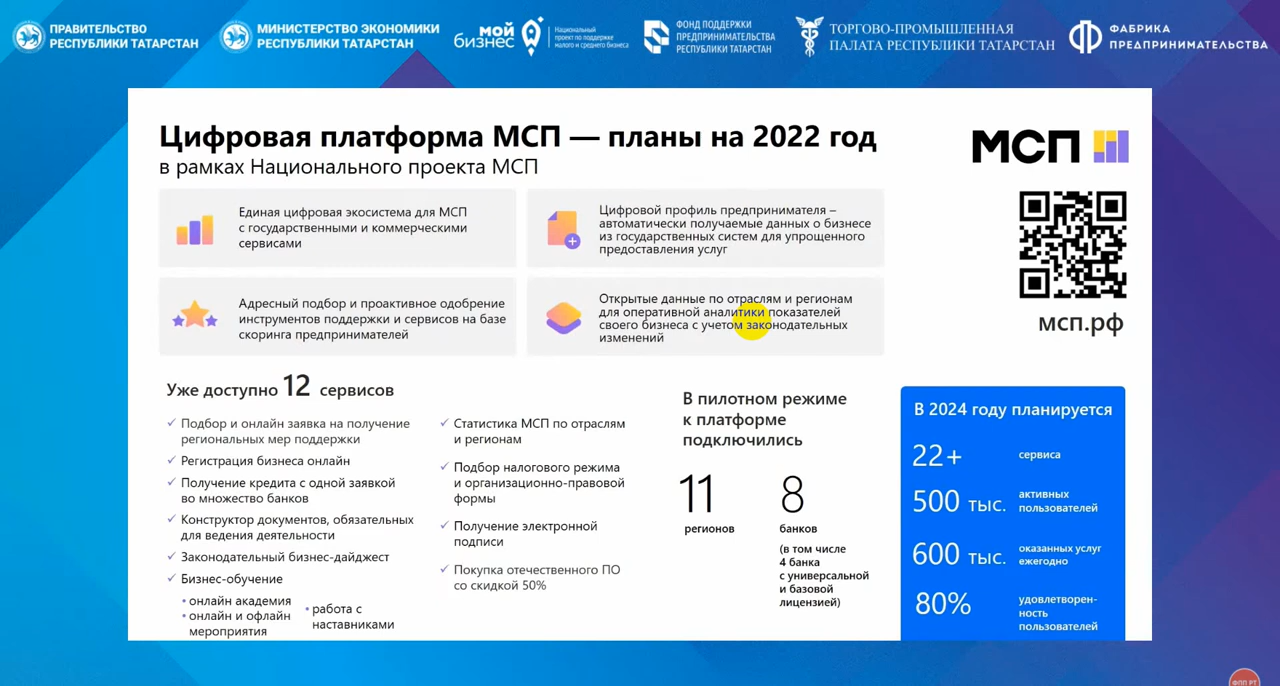 ПРАВИТЕЛЬСТВО
РЕСПУБЛИКИ ТАТАРСТАН
МИНИСТЕРСТВО ЭКОНОМИКИ
РЕСПУБЛИКИ ТАТАРСТАН
мой
бизнес
Национальный
проект по поддержке
малого и среднего бизнеса
ФОНД ПОДДЕРЖКИ
ПРЕДПРИНИМАТЕЛЬСТВА
РЕСПУБЛИКИ ТАТАРСТАН
ТОРГОВО-ПРОМЫШЛЕННАЯ
ПАЛАТА РЕСПУБЛИКИ ТАТАРСТАН
ФАБРИКА
ПРЕДПРИНИМАТЕЛЬСТВА
Цифровая платформа МСП — планы на 2022 год
в рамках Национального проекта МСП
МСП
Единая цифровая экосистема для МСП
с государственными и коммерческими
сервисами
Цифровой профиль предпринимателя –
автоматически получаемые данных о бизнесе
из государственных систем для упрощенного
предоставления услуг
Адресный подбор и проактивное одобрение
инструментов поддержки и сервисов на базе
скоринга предпринимателей
Открытые данные по отраслям и регионам
для оперативной аналитики показателей
своего бизнеса с учетом законодательных
изменений
мсп.рф
Уже доступно 12 сервисов
✓ Подбор и онлайн заявка на получение
региональных мер поддержки
✓ Регистрация бизнеса онлайн
✓ Получение кредита с одной заявкой
во множество банков
✓ Конструктор документов, обязательных
для ведения деятельности
✓ Законодательный бизнес-дайджест
✓ Бизнес-обучение
• онлайн академия
• онлайн и офлайн
мероприятия
• работа с
наставниками
✓ Статистика МСП по отраслям
и регионам
✓ Подбор налогового режима
и организационно-правовой
формы
✓ Получение электронной
подписи
✓ Покупка отечественного ПО
со скидкой 50%
В пилотном режиме
к платформе
подключились
11
регионов
8
банков
(в том числе
4 банка
с универсальной
и базовой
лицензией)
В 2024 году планируется
22+ сервиса
500 тыс. активных
пользователей
600 тыс. оказанных услуг
ежегодно
80% удовлетворен-
ность
пользователей
ФПП РТ